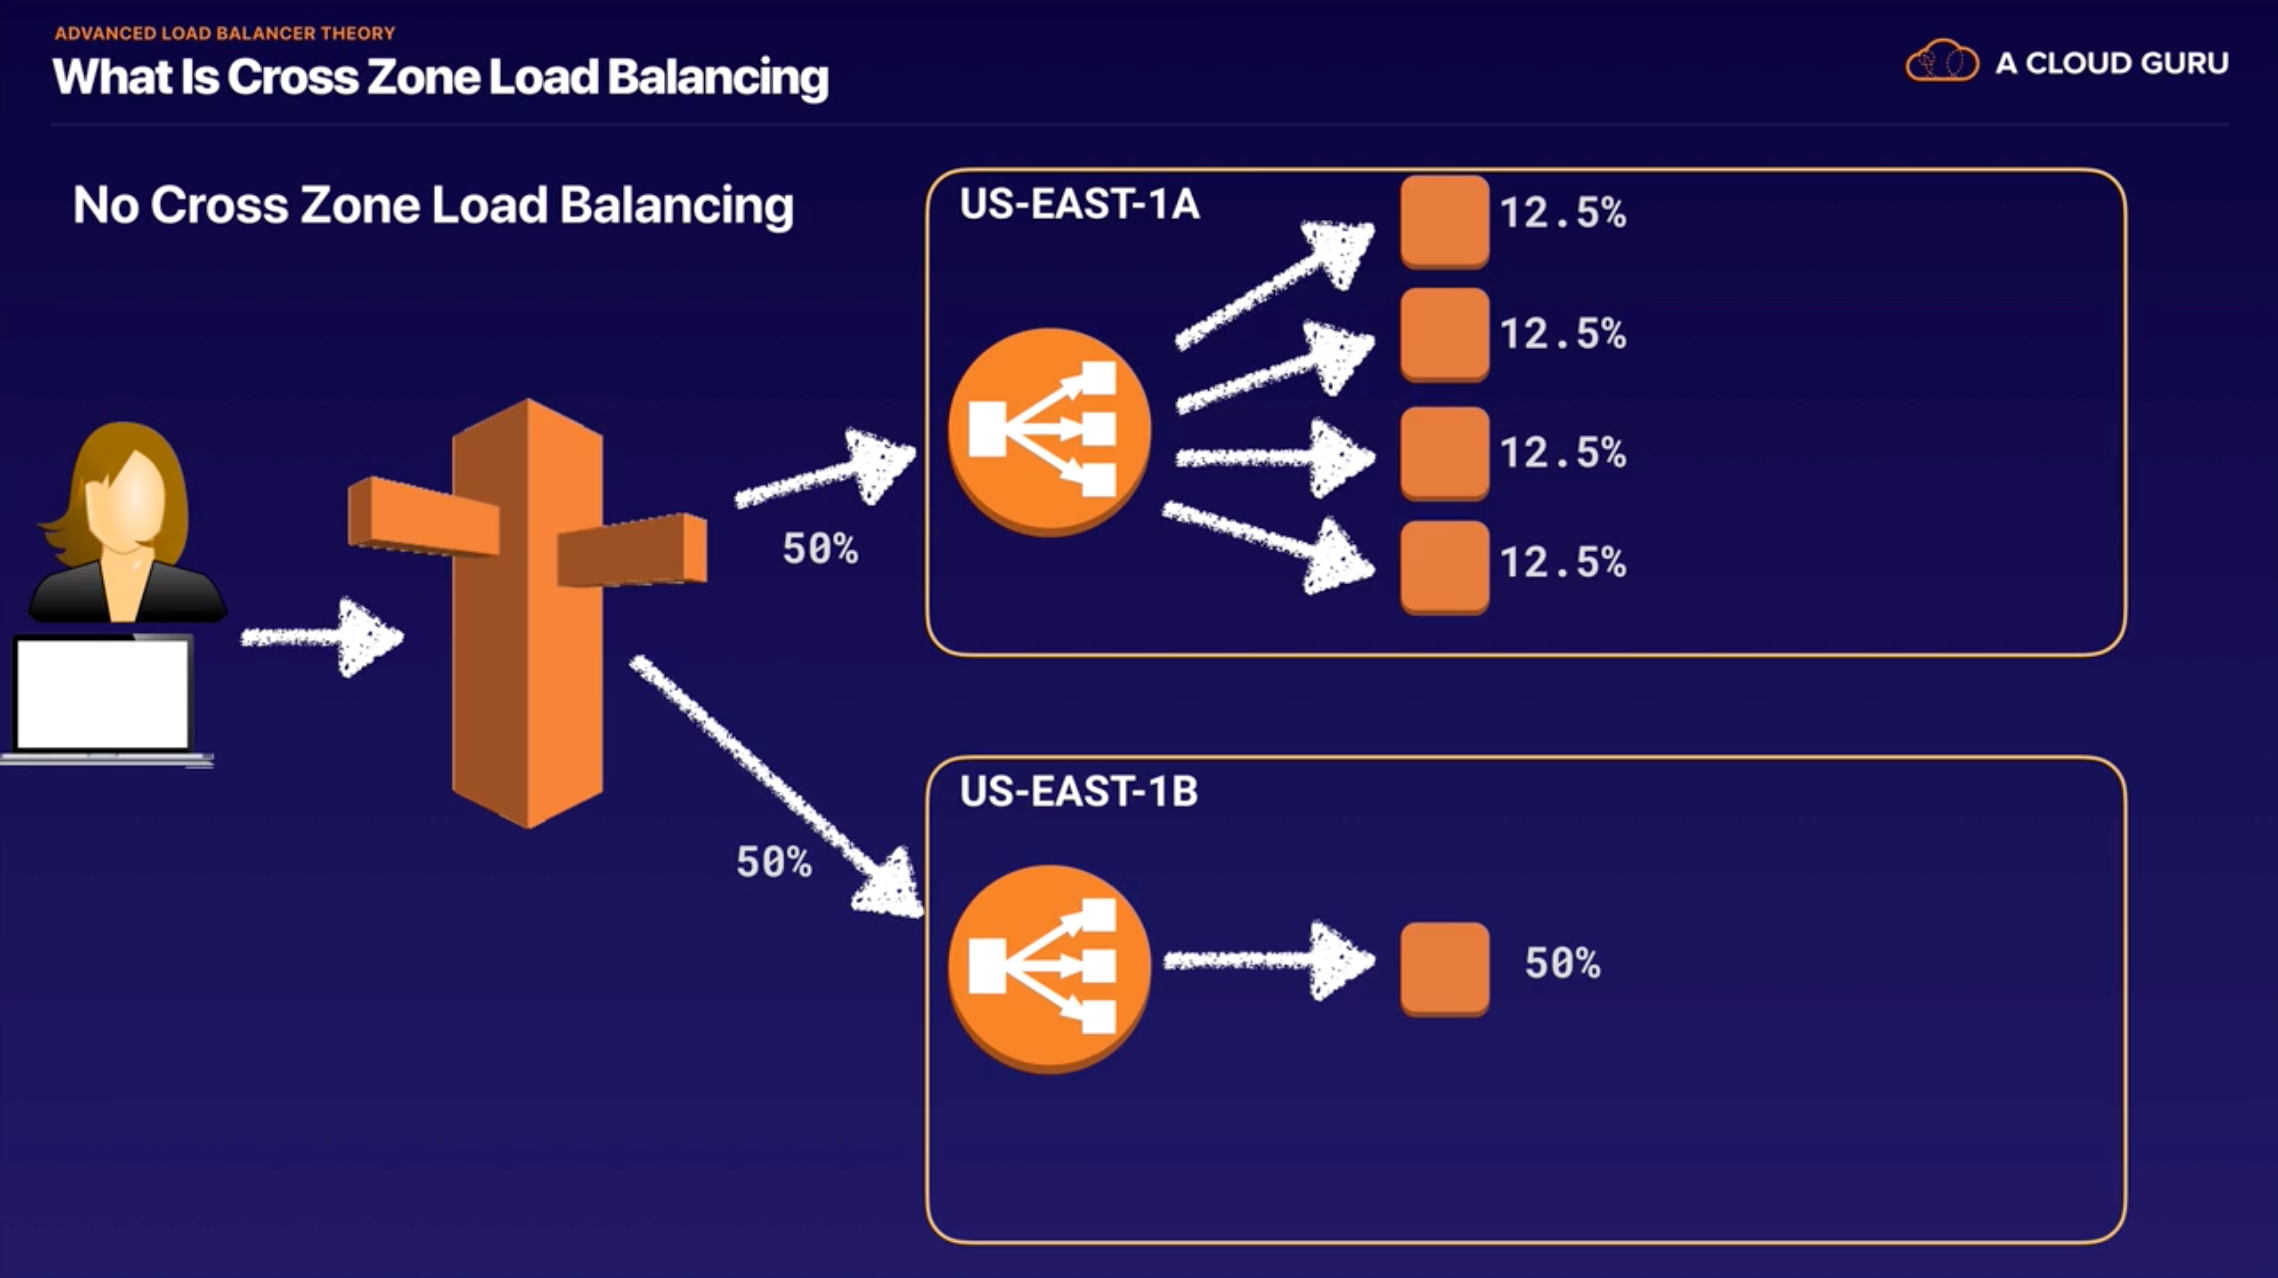 ADVANCED LOAD BALANCER THEORY
What Is Cross Zone Load Balancing
A CLOUD GURU
No Cross Zone Load Balancing
US-EAST-1A
12.5%
12.5%
12.5%
12.5%
50%
US-EAST-1B
50%
50%